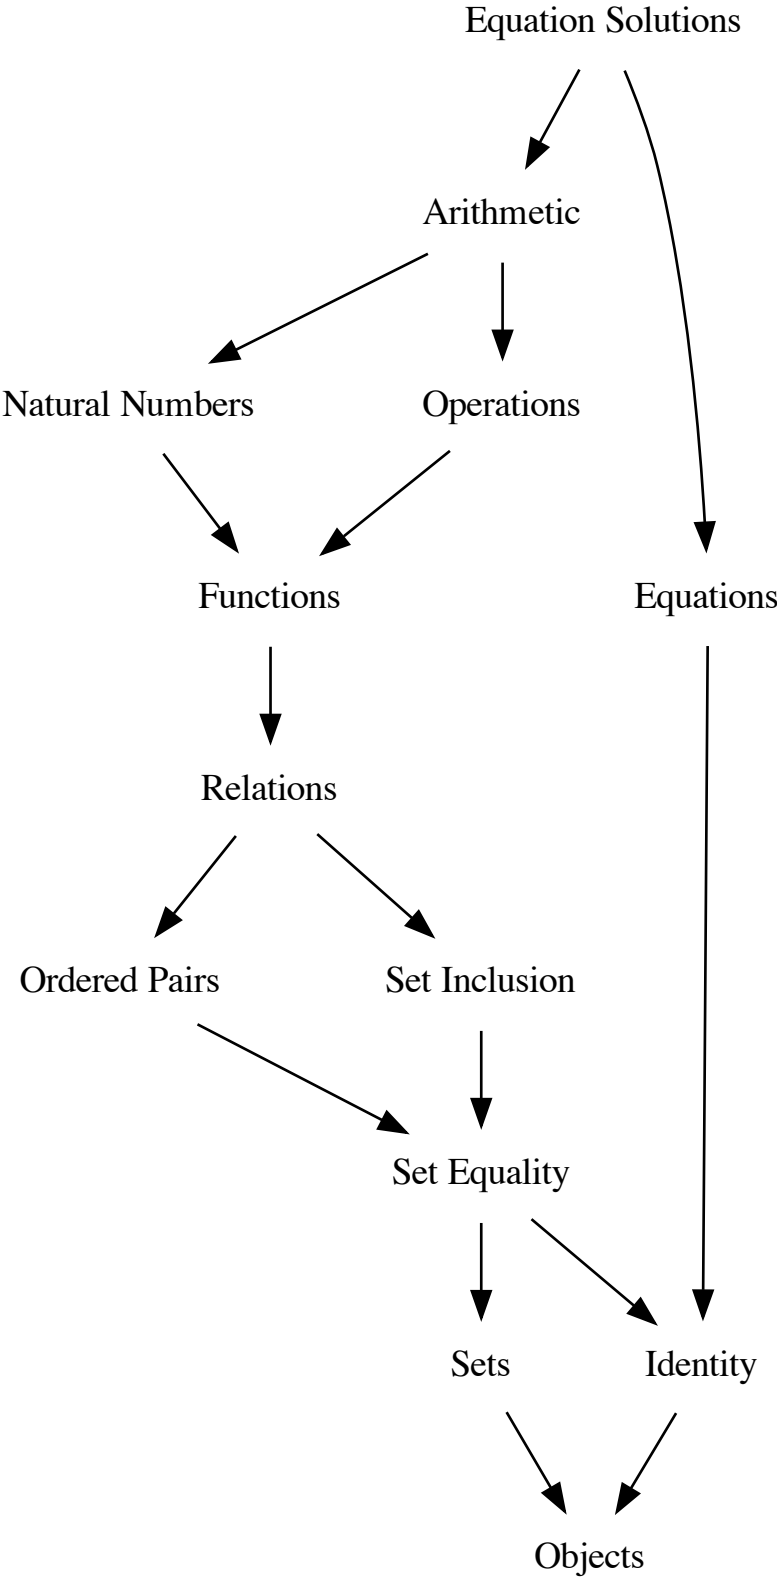 Equation Solutions
Arithmetic
Natural Numbers
Operations
Functions
Equations
Relations
Ordered Pairs
Set Inclusion
Set Equality
Sets
Identity
Objects